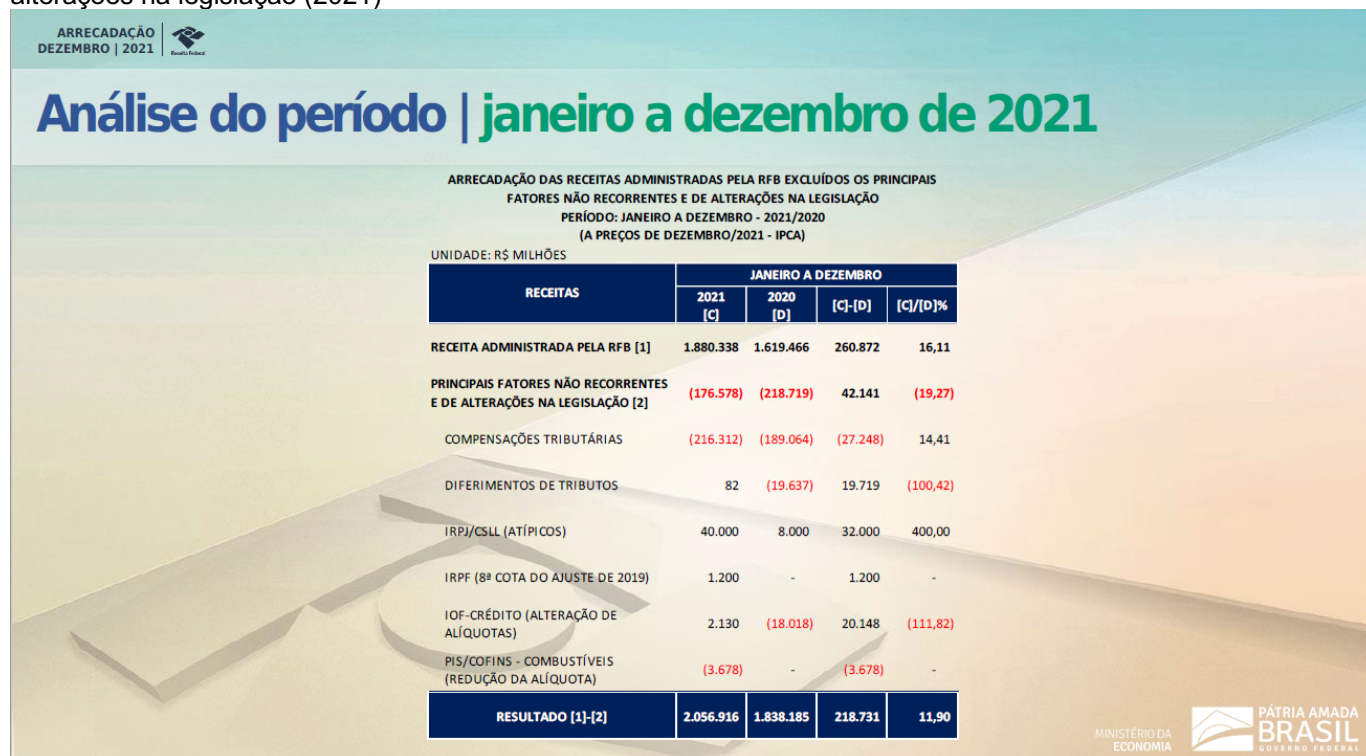 alterações na legislação (2021)
ARRECADAÇÃO
DEZEMBRO | 2021
Receita Federal
Análise do período | janeiro a dezembro de 2021
ARRECADAÇÃO DAS RECEITAS ADMINISTRADAS PELA RFB EXCLUÍDOS OS PRINCIPAIS
FATORES NÃO RECORRENTES E DE ALTERAÇÕES NA LEGISLAÇÃO
PERÍODO: JANEIRO A DEZEMBRO - 2021/2020
(A PREÇOS DE DEZEMBRO/2021 - IPCA)
UNIDADE: R$ MILHÕES
RECEITAS
JANEIRO A DEZEMBRO
2021 [C] 2020 [D] [C]-[D] [C]/[D]%
RECEITA ADMINISTRADA PELA RFB [1] 1.880.338 1.619.466 260.872 16,11
PRINCIPAIS FATORES NÃO RECORRENTES
E DE ALTERAÇÕES NA LEGISLAÇÃO [2] (176.578) (218.719) 42.141 (19,27)
COMPENSAÇÕES TRIBUTÁRIAS (216.312) (189.064) (27.248) 14,41
DIFERIMENTOS DE TRIBUTOS 82 (19.637) 19.719 (100,42)
IRPJ/CSLL (ATÍPICOS) 40.000 8.000 32.000 400,00
IRPF (8ª COTA DO AJUSTE DE 2019) 1.200 - 1.200 -
IOF-CRÉDITO (ALTERAÇÃO DE
ALÍQUOTAS) 2.130 (18.018) 20.148 (111,82)
PIS/COFINS - COMBUSTÍVEIS
(REDUÇÃO DA ALÍQUOTA) (3.678) - (3.678) -
RESULTADO [1]-[2] 2.056.916 1.838.185 218.731 11,90
MINISTÉRIO DA
ECONOMIA
PÁTRIA AMADA
BRASIL
GOVERNO FEDERAL